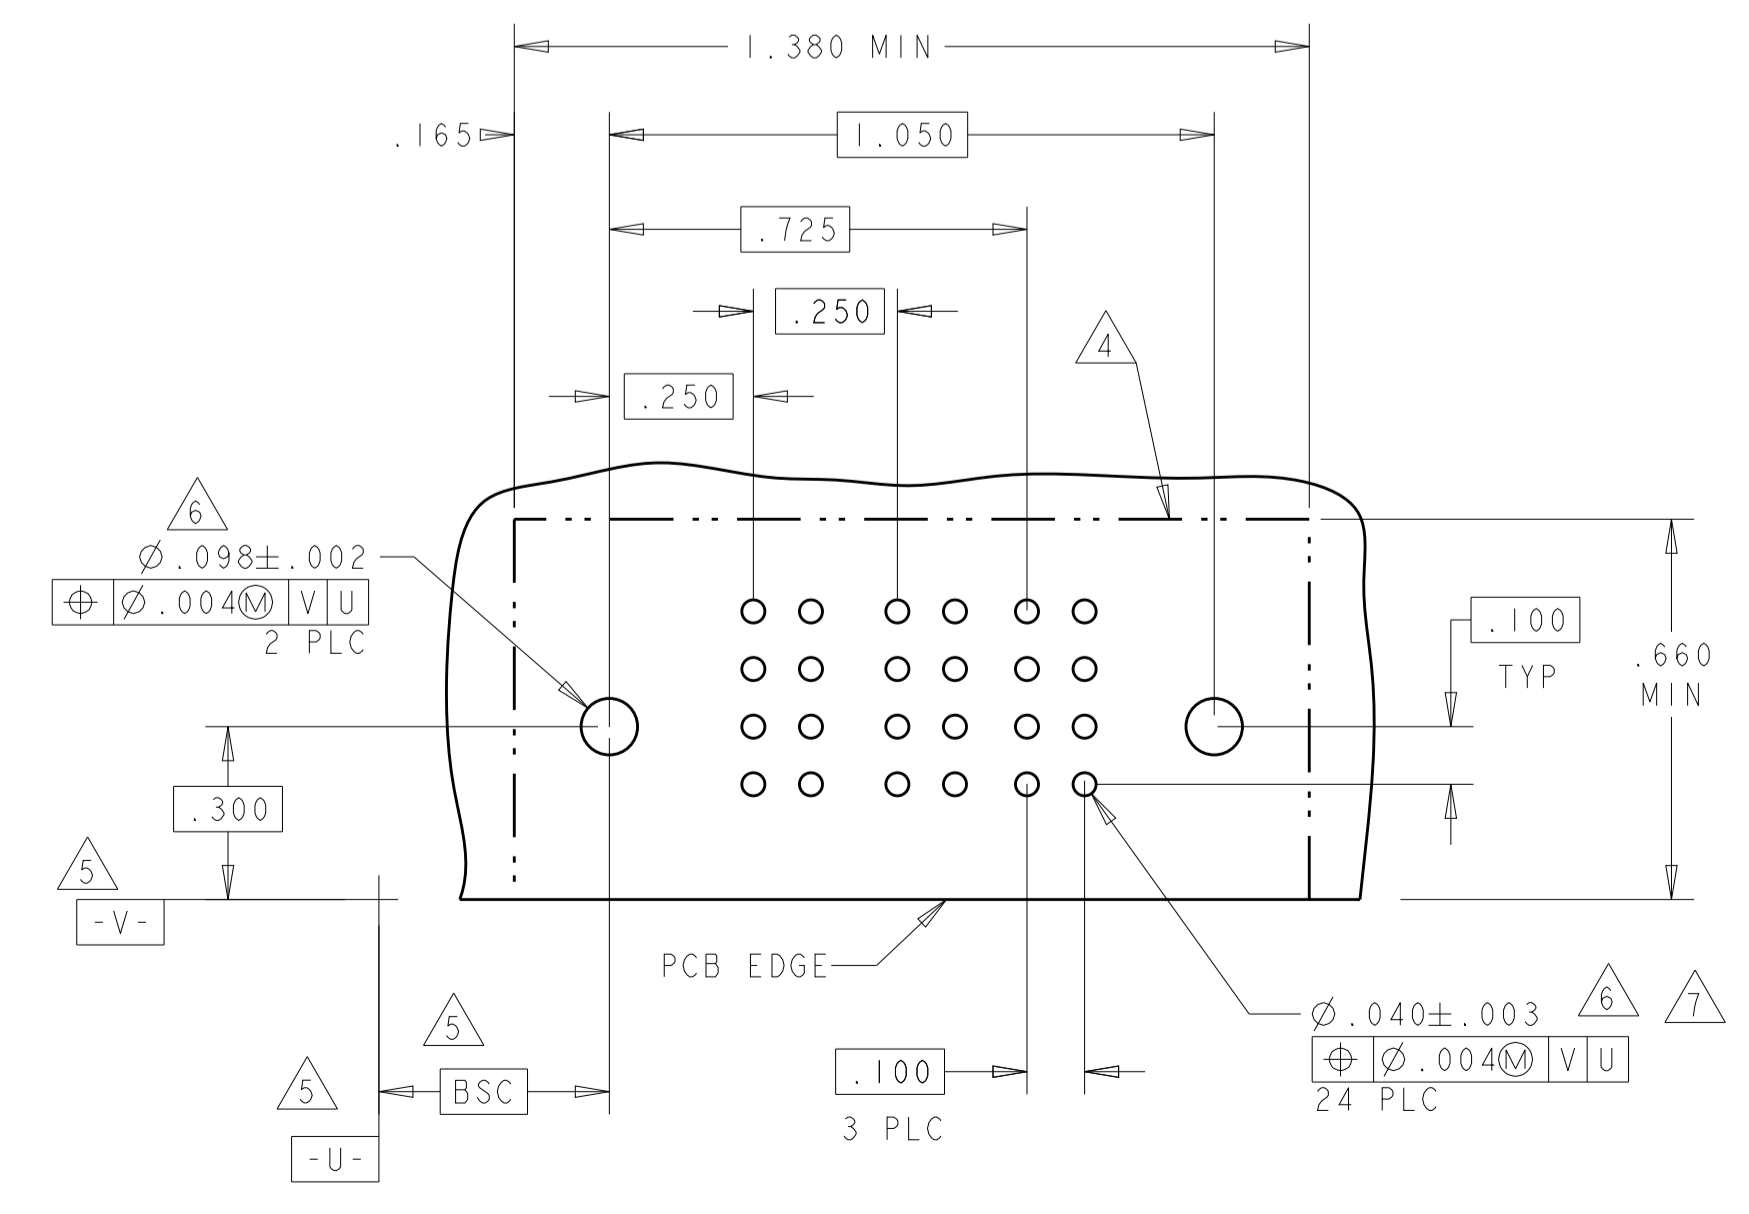 1.380 MIN
.165
1.050
.725
.250
4
.250
6
Ø.098±.002
⌖ Ø.004Ⓜ V U
2 PLC
.100
TYP
.660
MIN
.300
5
-V-
PCB EDGE
5
BSC
5
-U-
.100
3 PLC
Ø.040±.003
6
7
⌖ Ø.004Ⓜ V U
24 PLC